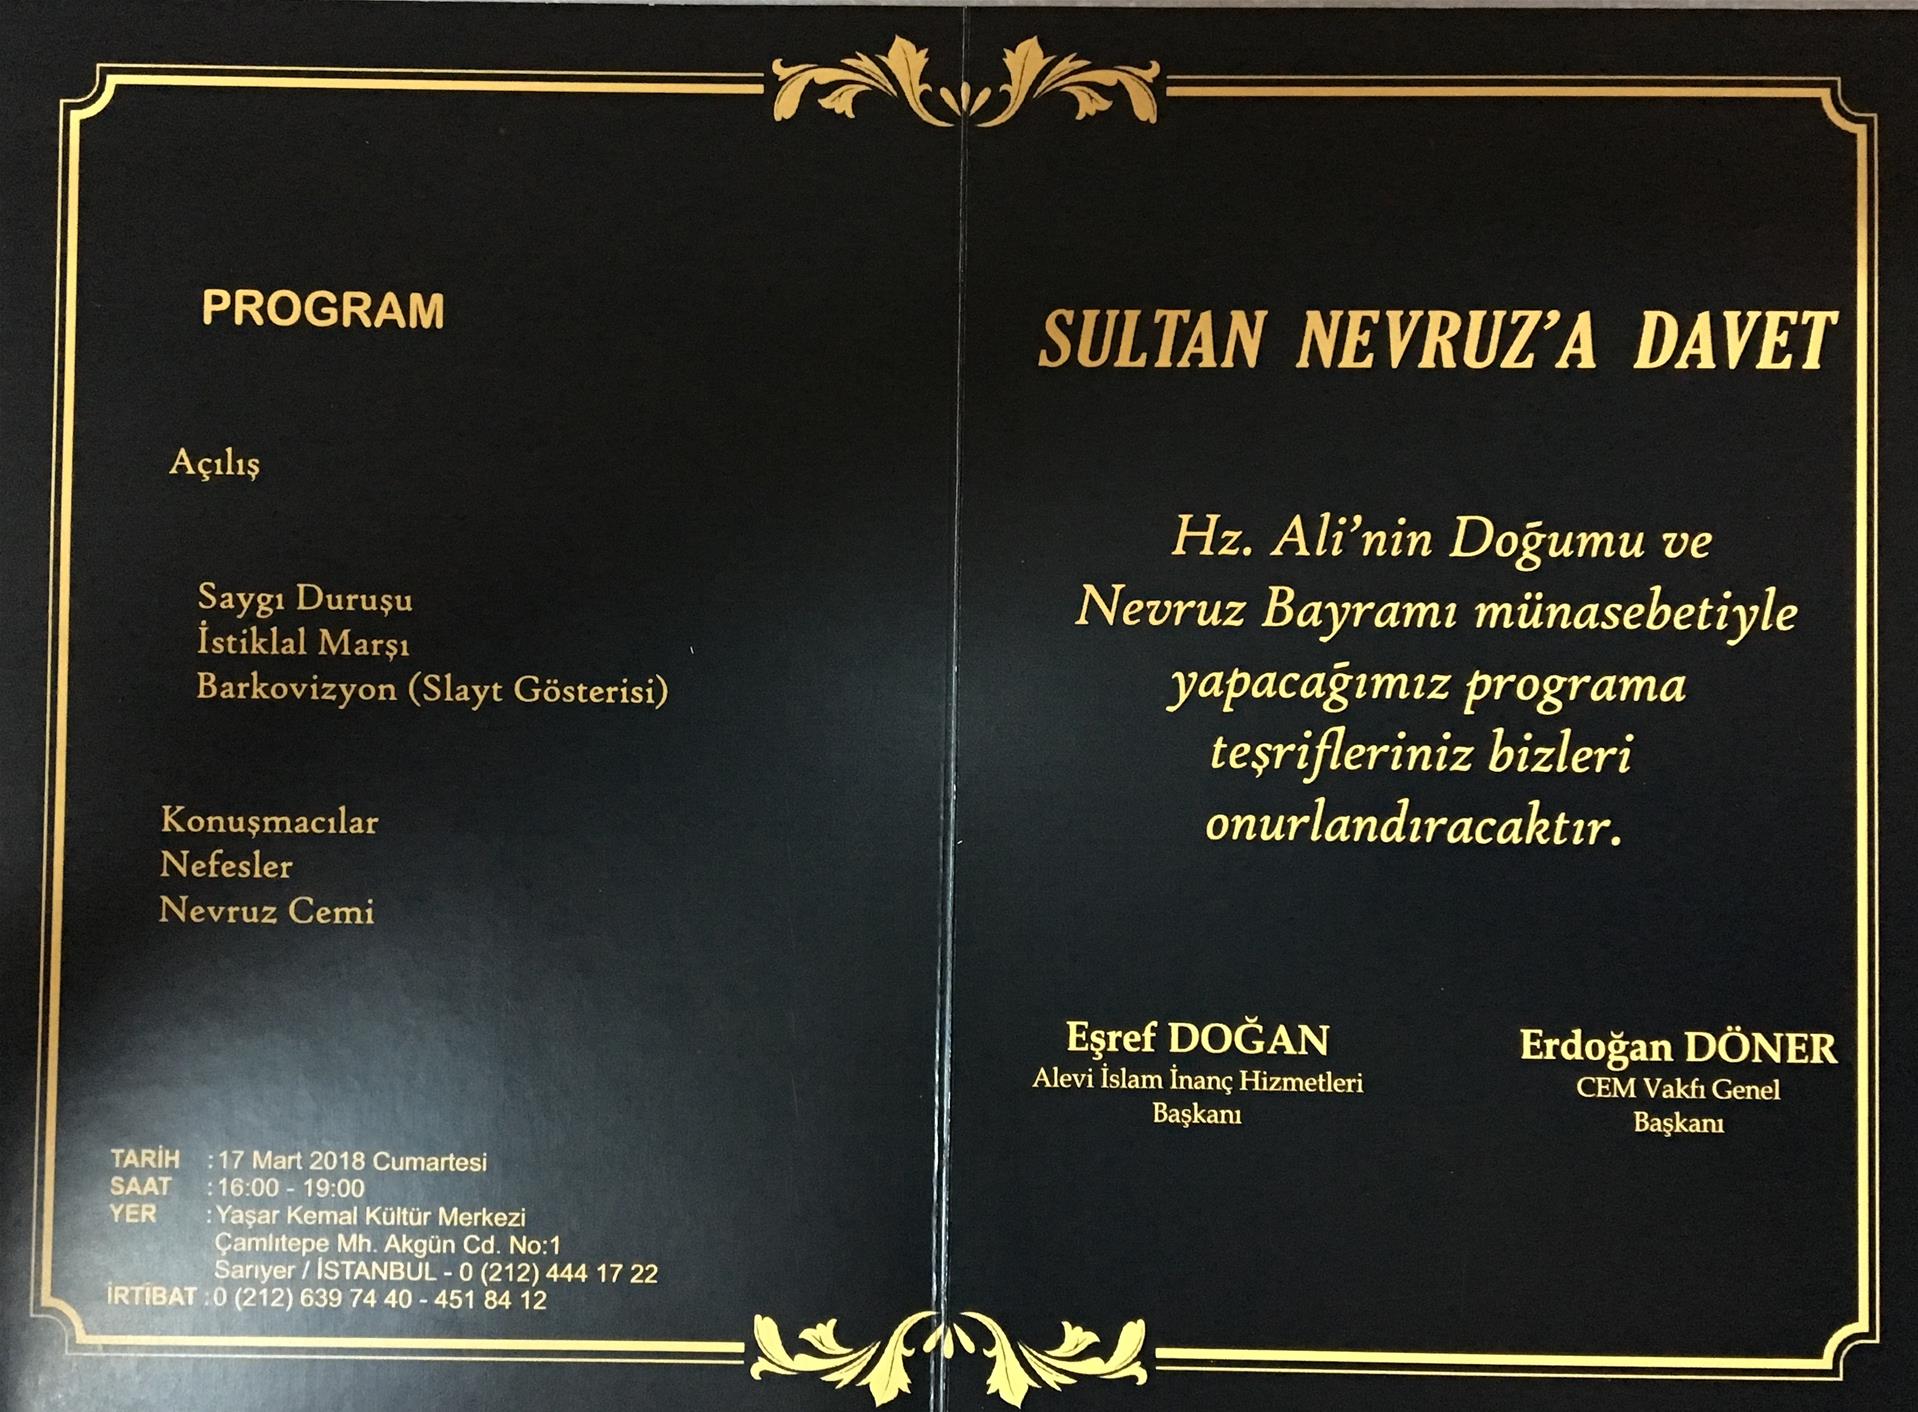 PROGRAM
Açılış
Saygı Duruşu
İstiklal Marşı
Barkovizyon (Slayt Gösterisi)
Konuşmacılar
Nefesler
Nevruz Cemi
TARİH : 17 Mart 2018 Cumartesi
SAAT : 16:00 - 19:00
YER : Yaşar Kemal Kültür Merkezi
Çamlıtepe Mh. Akgün Cd. No:1
Sarıyer / İSTANBUL - 0 (212) 444 17 22
İRTİBAT : 0 (212) 639 74 40 - 451 84 12
SULTAN NEVRUZ’A DAVET
Hz. Ali’nin Doğumu ve
Nevruz Bayramı münasebetiyle
yapacağımız programa
teşrifleriniz bizleri
onurlandıracaktır.
Eşref DOĞAN
Alevi İslam İnanç Hizmetleri
Başkanı
Erdoğan DÖNER
CEM Vakfı Genel
Başkanı